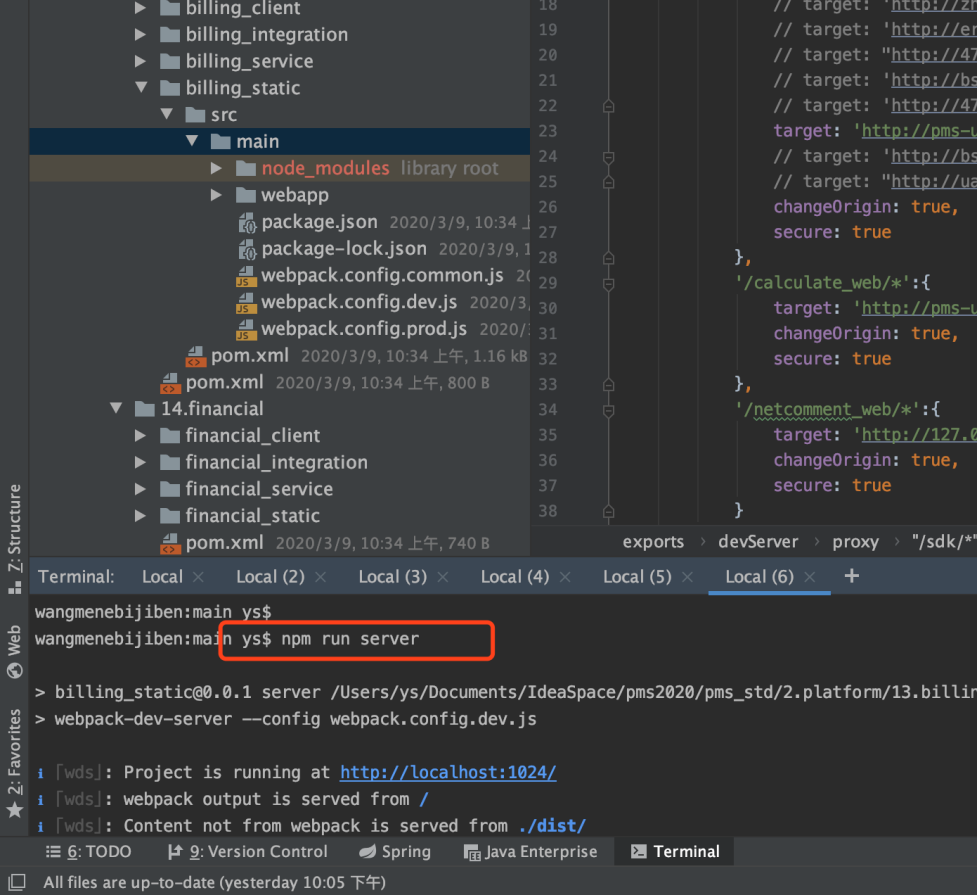 billing_client
billing_integration
billing_service
billing_static
src
main
node_modules library root
webapp
package.json 2020/3/9, 10:34
package-lock.json 2020/3/9,
webpack.config.common.js
webpack.config.dev.js 2020/3
webpack.config.prod.js 2020/
pom.xml 2020/3/9, 10:34 上午, 1.16 kB
pom.xml 2020/3/9, 10:34 上午, 800 B
14.financial
financial_client
financial_integration
financial_service
financial_static
pom.xml 2020/3/9, 10:34 上午, 740 B
18 // target: 'http://zh
19 // target: 'http://er
20 // target: "http://47
21 // target: 'http://bs
22 // target: 'http://47
23 target: 'http://pms-u
24 // target: 'http://bs
25 // target: "http://ua
26 changeOrigin: true,
27 secure: true
28 },
29 '/calculate_web/*':{
30 target: 'http://pms-u
31 changeOrigin: true,
32 secure: true
33 },
34 '/netcomment_web/*':{
35 target: 'http://127.0
36 changeOrigin: true,
37 secure: true
38 }
exports › devServer › proxy › "/sdk/*"
7: Structure
Web
2: Favorites
Terminal: Local × Local (2) × Local (3) × Local (4) × Local (5) × Local (6) × +
wangmenebijiben:main ys$
wangmenebijiben:main ys$ npm run server
> billing_static@0.0.1 server /Users/ys/Documents/IdeaSpace/pms2020/pms_std/2.platform/13.billin
> webpack-dev-server --config webpack.config.dev.js
i ｢wds｣: Project is running at http://localhost:1024/
i ｢wds｣: webpack output is served from /
i ｢wds｣: Content not from webpack is served from ./dist/
6: TODO 9: Version Control Spring Java Enterprise Terminal
All files are up-to-date (yesterday 10:05 下午)